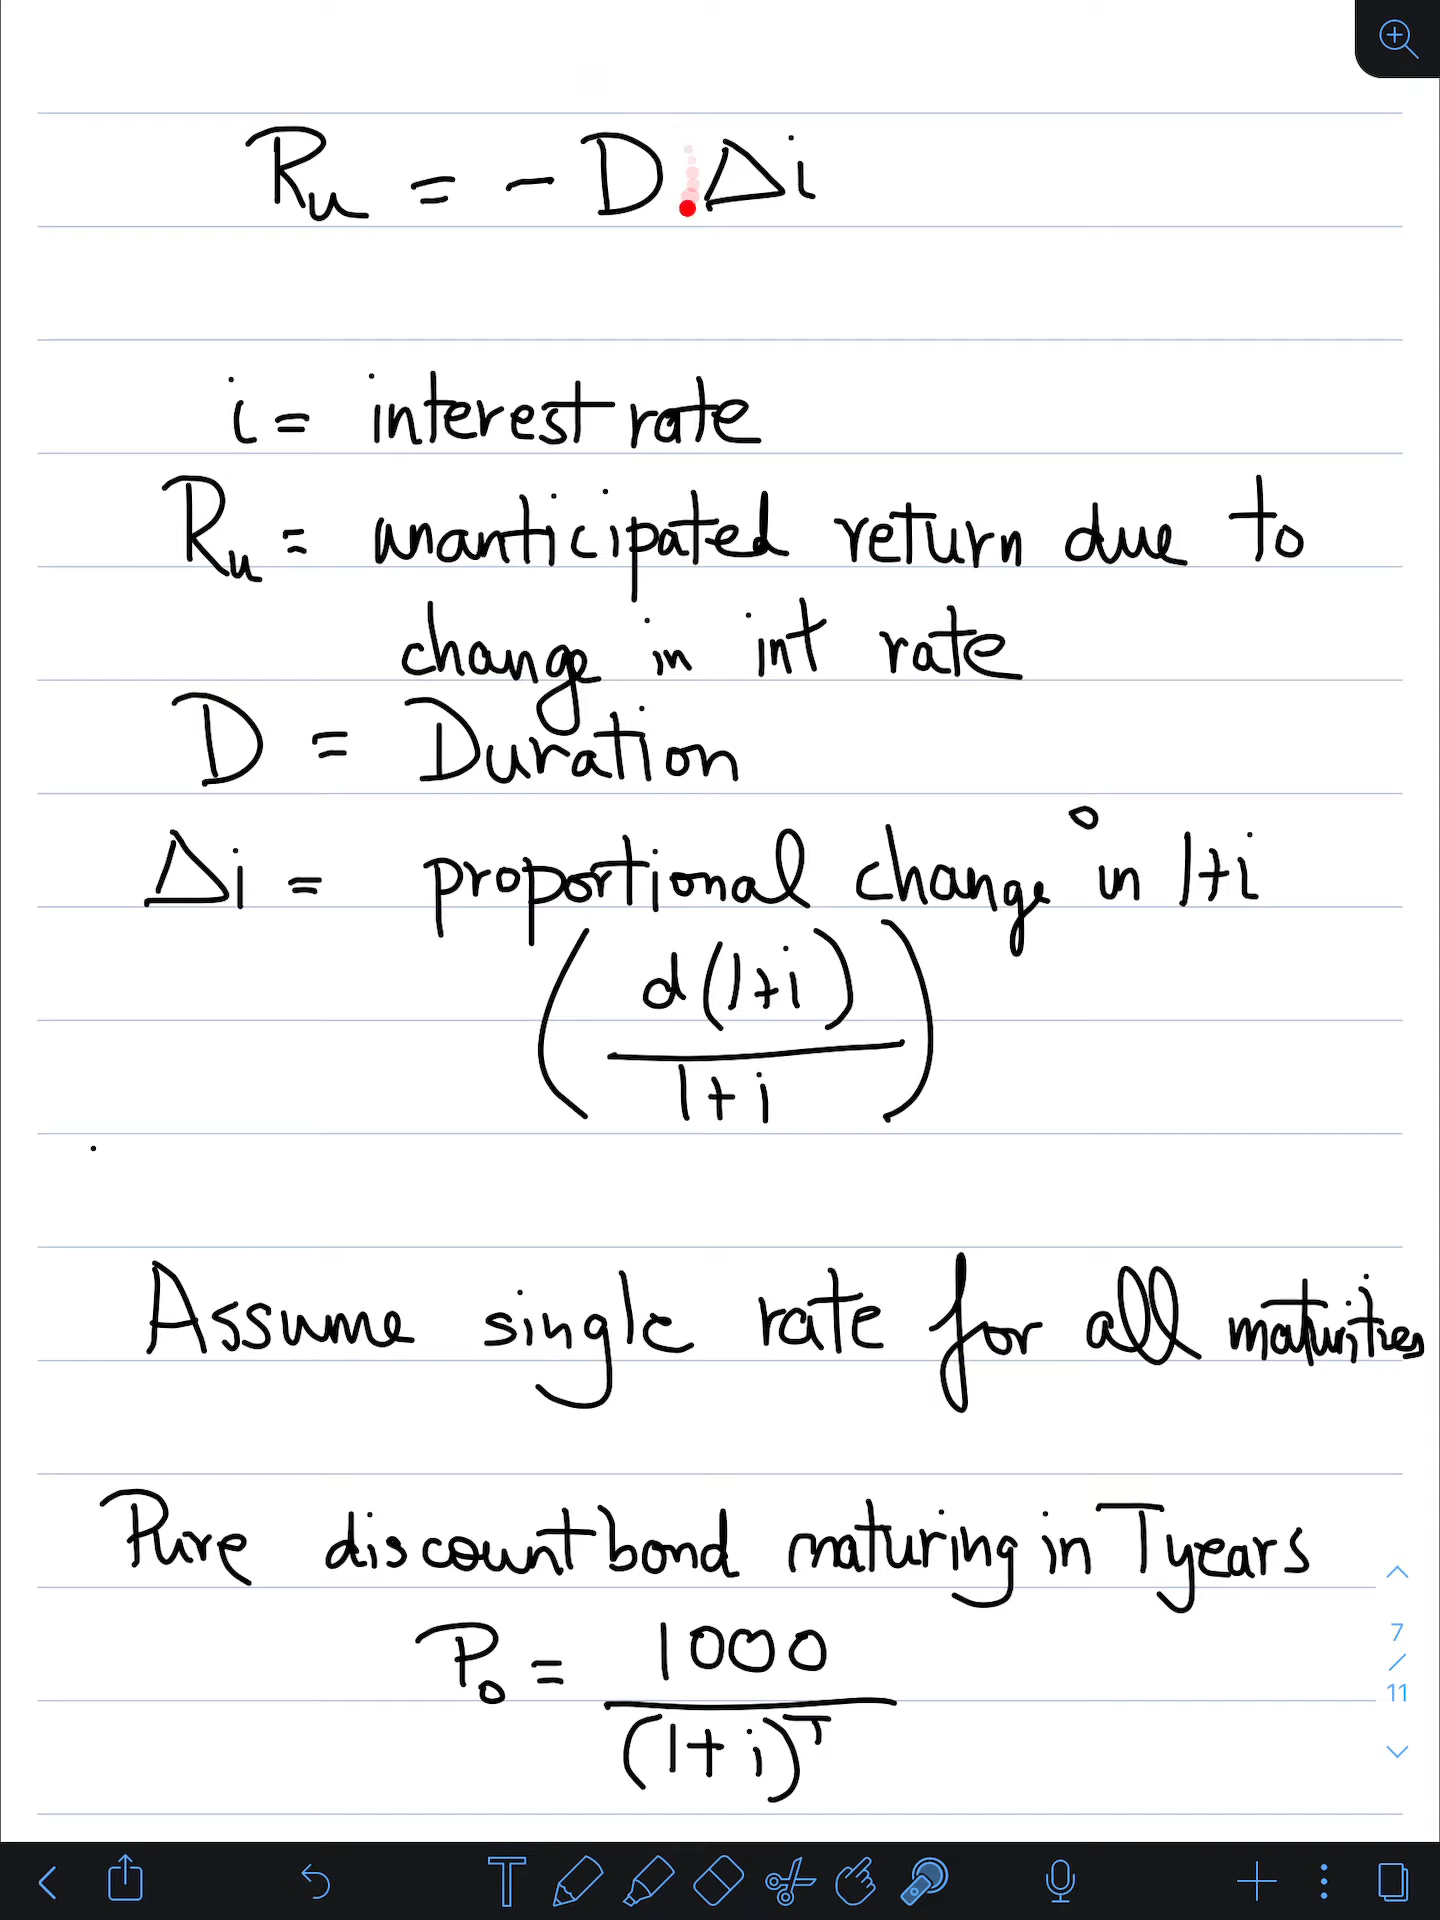 Ru = - D Δi
i = interest rate
Ru = unanticipated return due to
change in int rate
D = Duration
Δi = proportional change in 1+i
( d(1+i) / 1+i )
Assume single rate for all maturities
Pure discount bond maturing in T years
P0 = 1000 / (1+i)^T
7
/
11
T